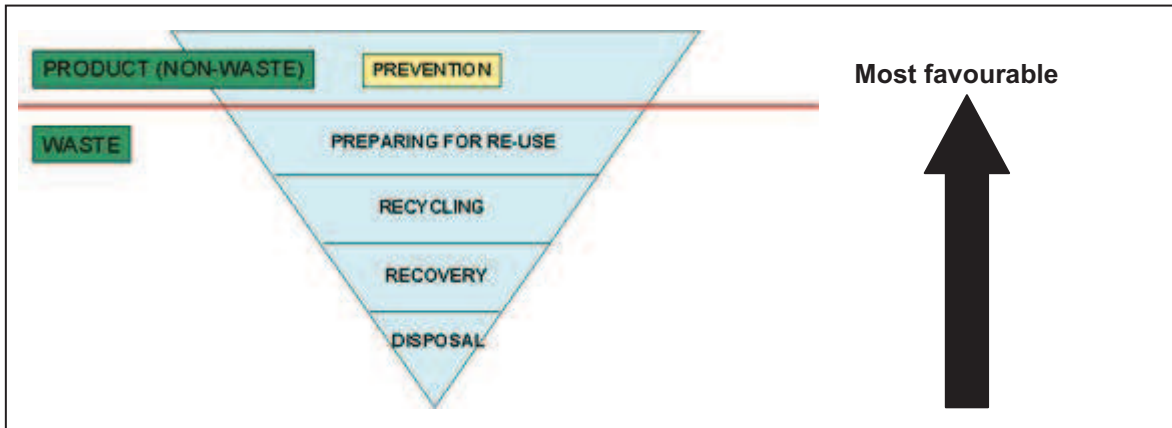 PRODUCT (NON-WASTE)
PREVENTION
Most favourable
WASTE
PREPARING FOR RE-USE
RECYCLING
RECOVERY
DISPOSAL